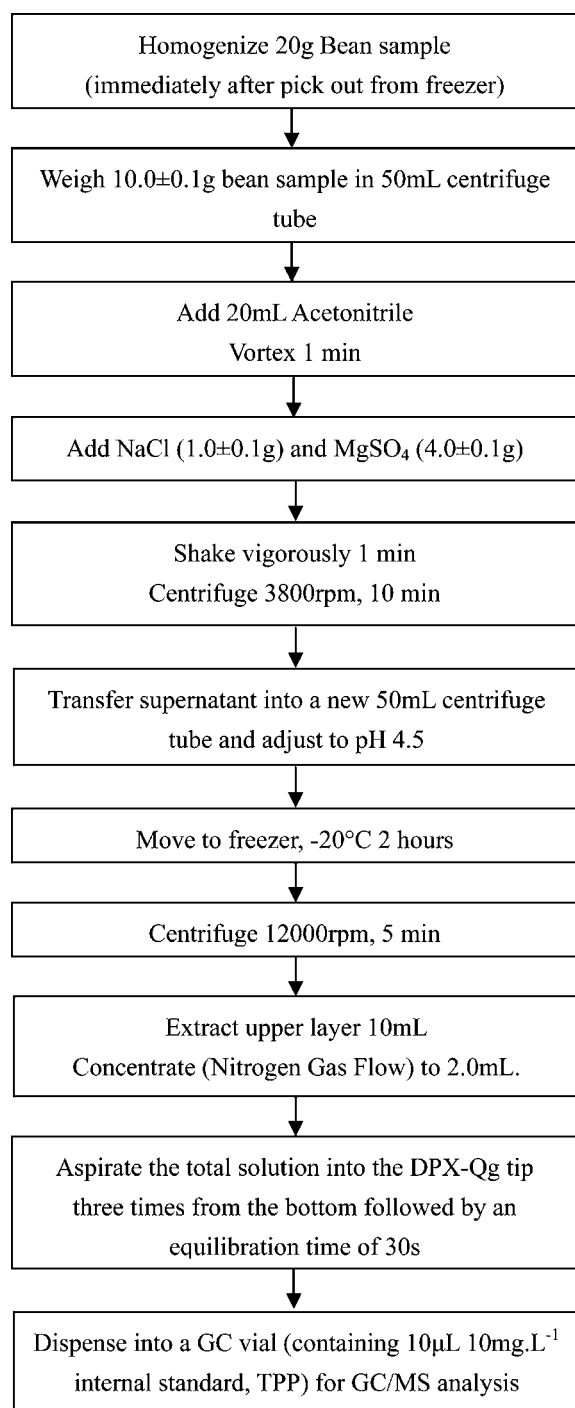 Homogenize 20g Bean sample
(immediately after pick out from freezer)
Weigh 10.0±0.1g bean sample in 50mL centrifuge
tube
Add 20mL Acetonitrile
Vortex 1 min
Add NaCl (1.0±0.1g) and MgSO₄ (4.0±0.1g)
Shake vigorously 1 min
Centrifuge 3800rpm, 10 min
Transfer supernatant into a new 50mL centrifuge
tube and adjust to pH 4.5
Move to freezer, -20°C 2 hours
Centrifuge 12000rpm, 5 min
Extract upper layer 10mL
Concentrate (Nitrogen Gas Flow) to 2.0mL.
Aspirate the total solution into the DPX-Qg tip
three times from the bottom followed by an
equilibration time of 30s
Dispense into a GC vial (containing 10μL 10mg.L⁻¹
internal standard, TPP) for GC/MS analysis